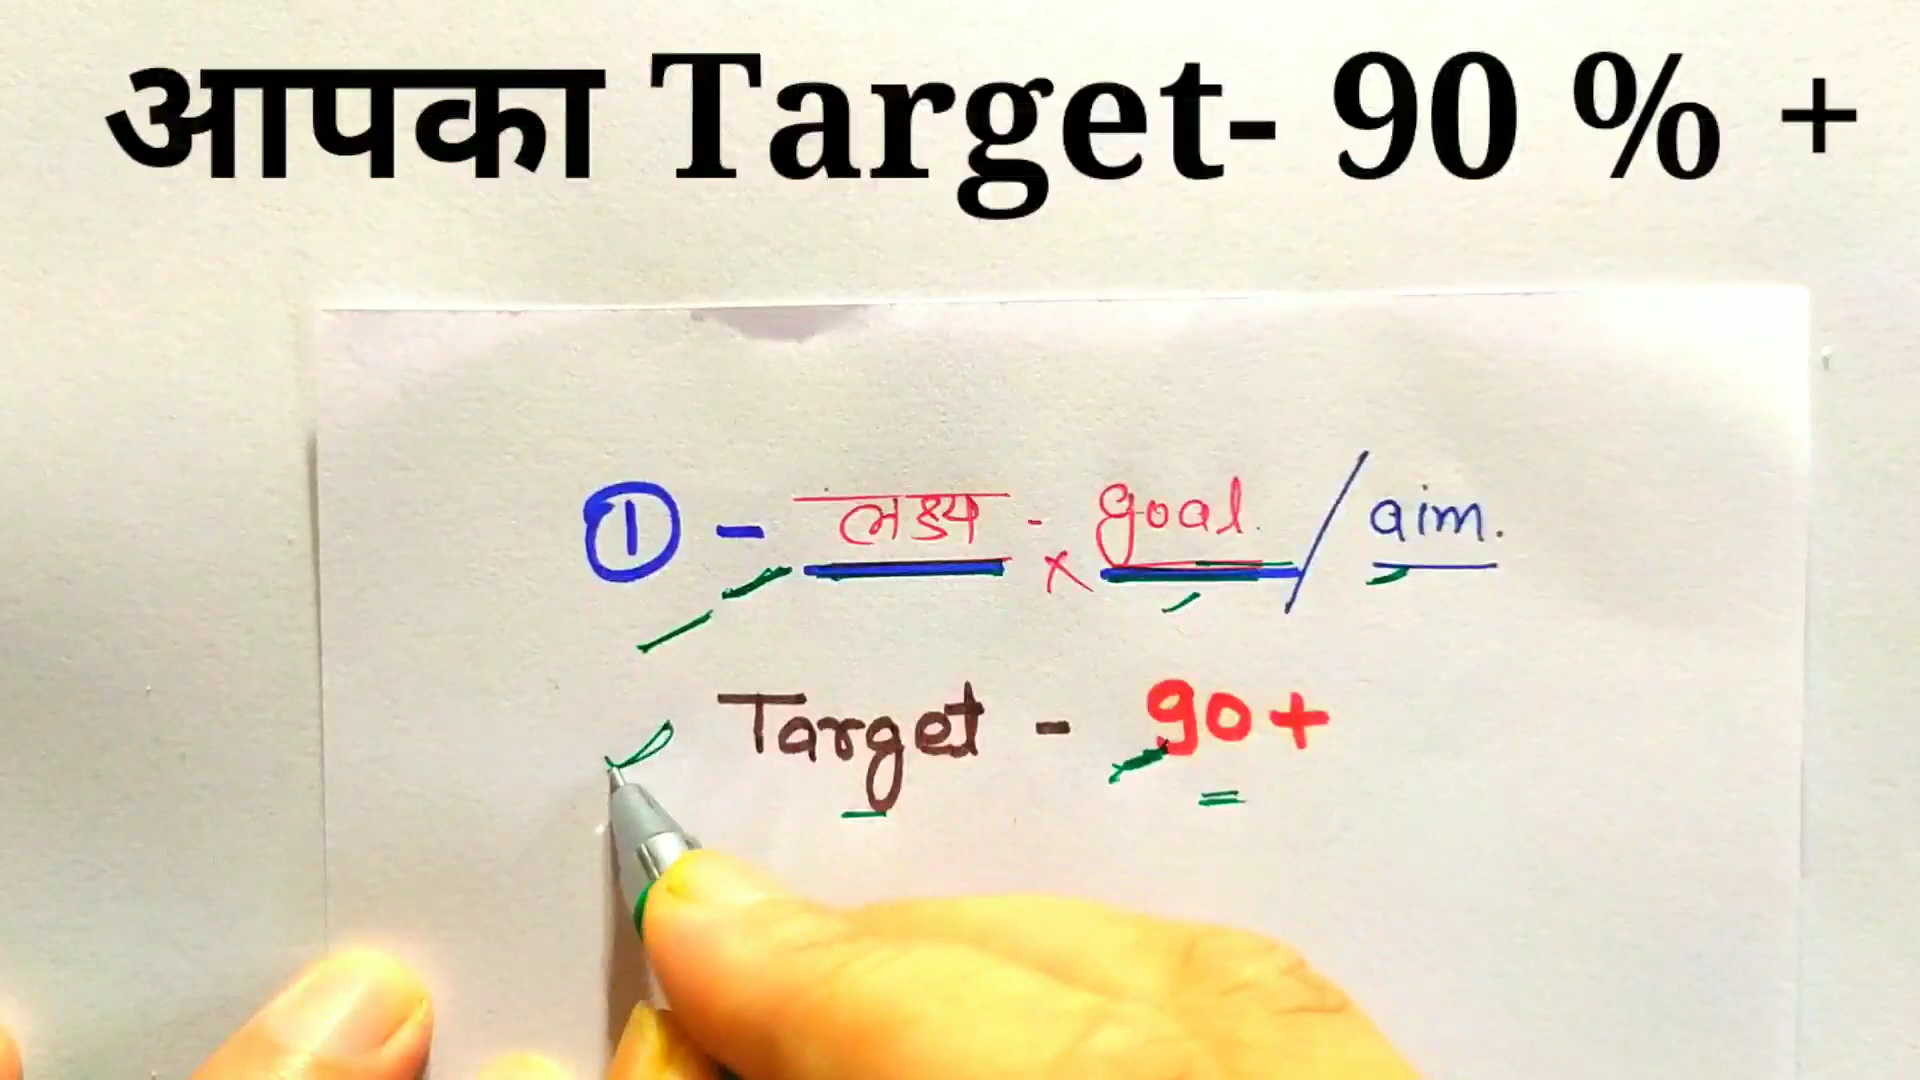 आपका Target- 90 % +
① - लक्ष्य - goal. / aim.
Target - 90+